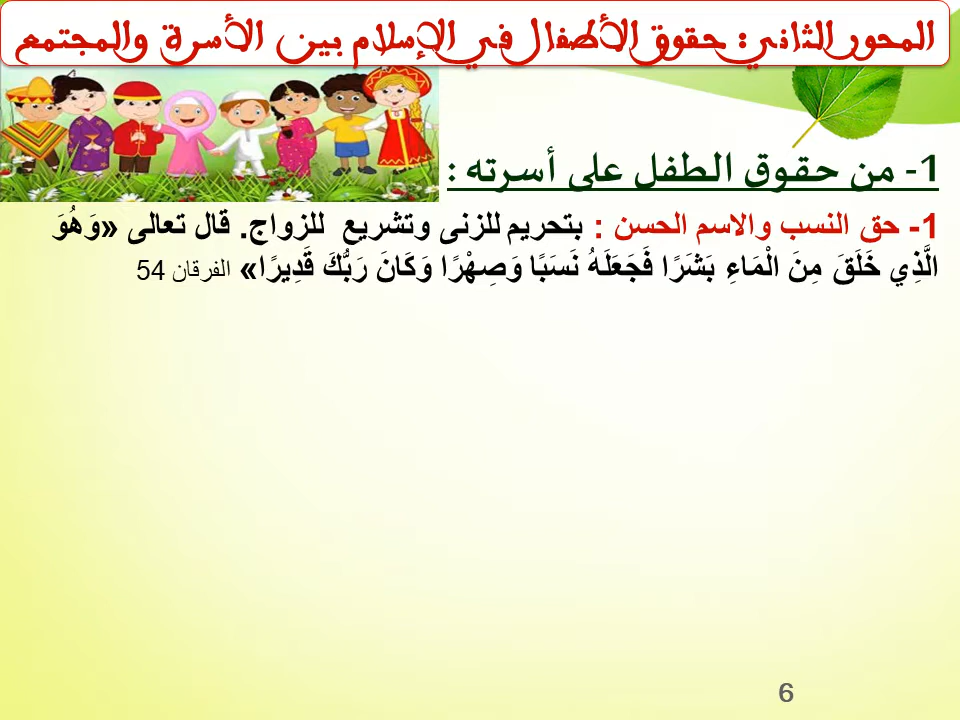 المحور الثاني: حقوق الأطفال في الإسلام بين الأسرة والمجتمع
1- من حقوق الطفل على أسرته :
1- حق النسب والاسم الحسن : بتحريم للزنى وتشريع للزواج. قال تعالى «وَهُوَ
الَّذِي خَلَقَ مِنَ الْمَاءِ بَشَرًا فَجَعَلَهُ نَسَبًا وَصِهْرًا وَكَانَ رَبُّكَ قَدِيرًا» الفرقان 54
6